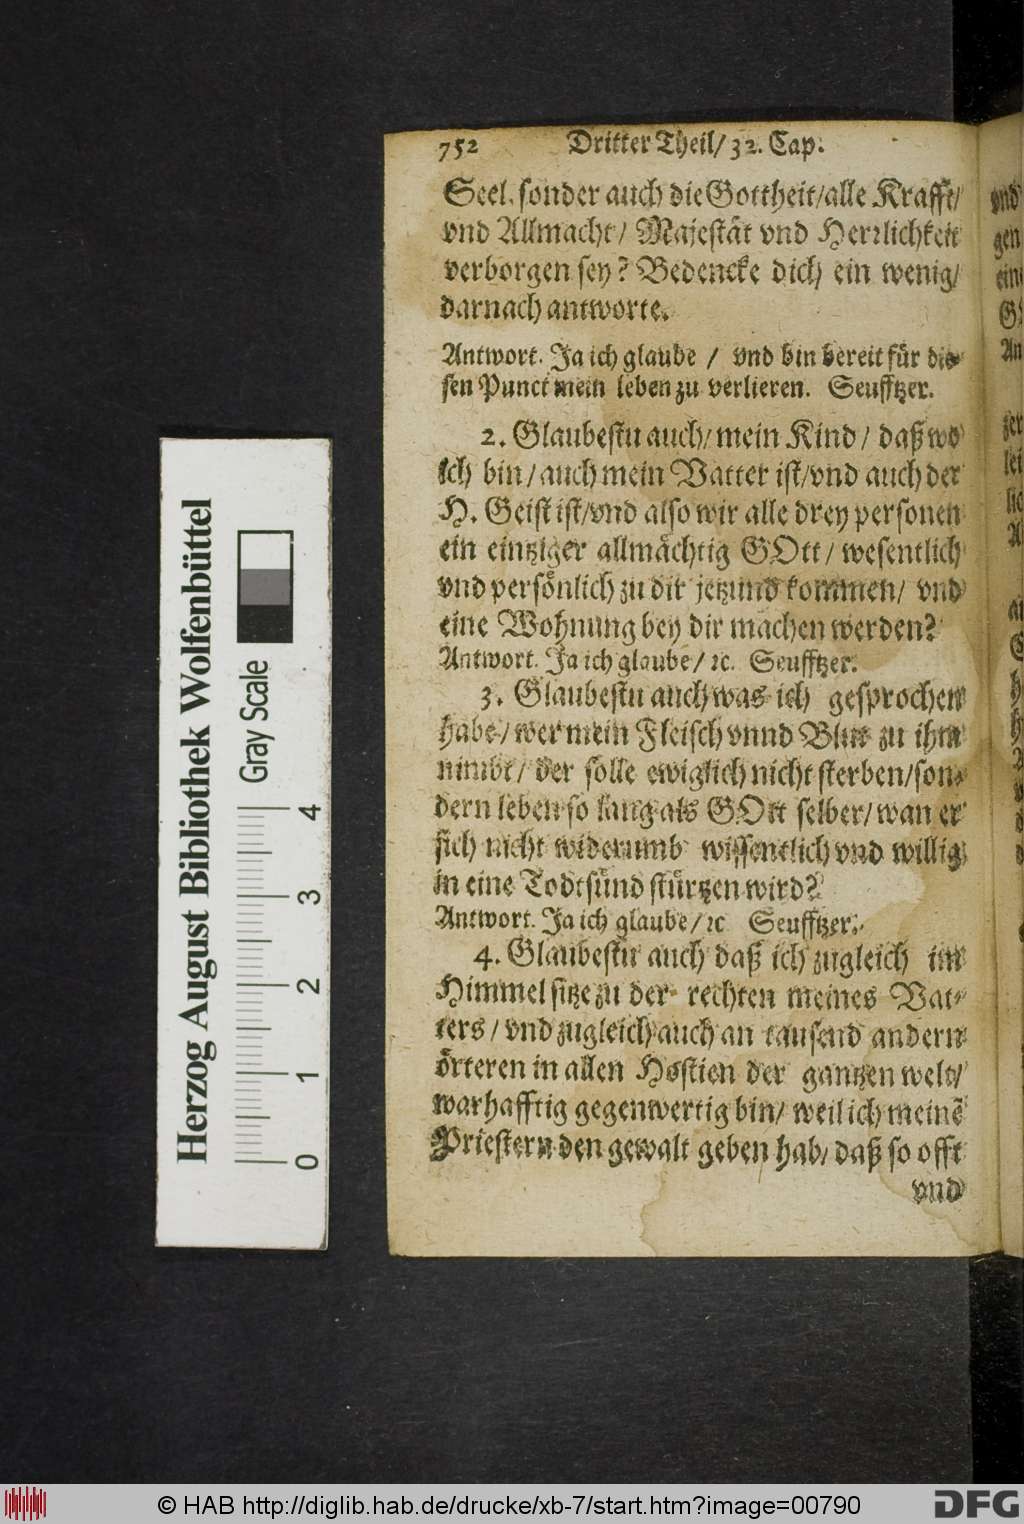 752 Dritter Theil/ 32. Cap.
Seel. sonder auch die Gottheit/alle Krafft/
vnd Allmacht/ Majestät vnd Herrlichkeit
verborgen sey? Bedencke dich ein wenig/
darnach antworte.
Antwort. Ja ich glaube / vnd bin bereit für die-
sen Punct mein leben zu verlieren. Seufftzer.
2. Glaubestu auch/ mein Kind / daß wo
ich bin / auch mein Vatter ist/vnd auch der
H. Geist ist/vnd also wir alle drey personen
ein eintziger allmächtig GOtt / wesentlich
vnd persönlich zu dir jetzund kommen/ vnd
eine Wohnung bey dir machen werden?
Antwort. Ja ich glaube/ ꝛc. Seufftzer.
3. Glaubestu auch was ich gesprochen
habe / wer mein Fleisch vnnd Blut zu ihm
nimbt / der solle ewiglich nicht sterben/son-
dern leben so lang als GOtt selber/ wan er
sich nicht widerumb wissentlich vnd willig
in eine Todtsünd stürtzen wird?
Antwort. Ja ich glaube/ ꝛc Seufftzer.
4. Glaubestu auch daß ich zugleich im
Himmel sitze zu der rechten meines Vat-
ters / vnd zugleich auch an tausend andern
örteren in allen Hostien der gantzen welt/
warhafftig gegenwertig bin/ weil ich meinē
Priestern den gewalt geben hab/ daß so offt
vnd
Herzog August Bibliothek Wolfenbüttel
Gray Scale
0 1 2 3 4
© HAB http://diglib.hab.de/drucke/xb-7/start.htm?image=00790
DFG